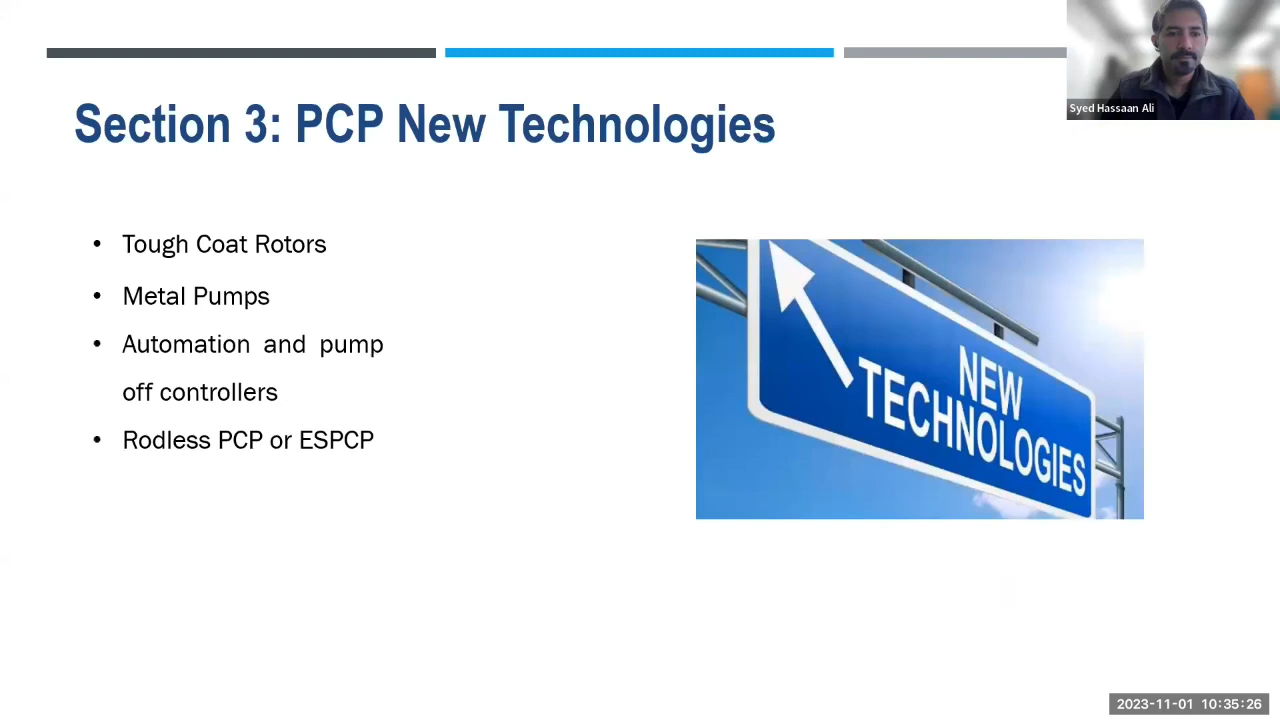 Syed Hassaan Ali
Section 3: PCP New Technologies
• Tough Coat Rotors
• Metal Pumps
• Automation and pump
off controllers
• Rodless PCP or ESPCP
NEW
TECHNOLOGIES
2023-11-01 10:35:26